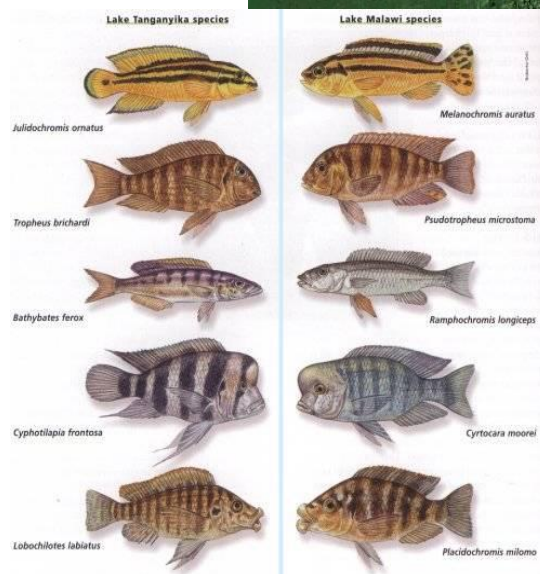 Lake Tanganyika species
Lake Malawi species
Julidochromis ornatus
Melanochromis auratus
Tropheus brichardi
Psudotropheus microstoma
Bathybates ferox
Ramphochromis longiceps
Cyphotilapia frontosa
Cyrtocara moorei
Lobochilotes labiatus
Placidochromis milomo